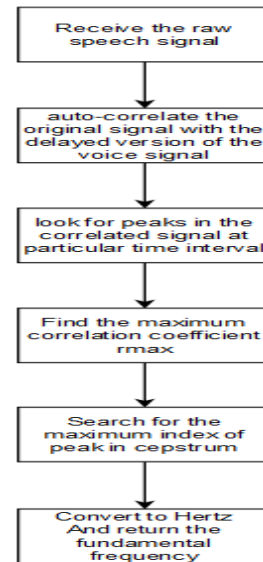 Receive the raw
speech signal
auto-correlate the
original signal with the
delayed version of the
voice signal
look for peaks in the
correlated signal at
particular time interval
Find the maximum
correlation coefficient
rmax
Search for the
maximum index of
peak in cepstrum
Convert to Hertz
And return the
fundamental
frequency